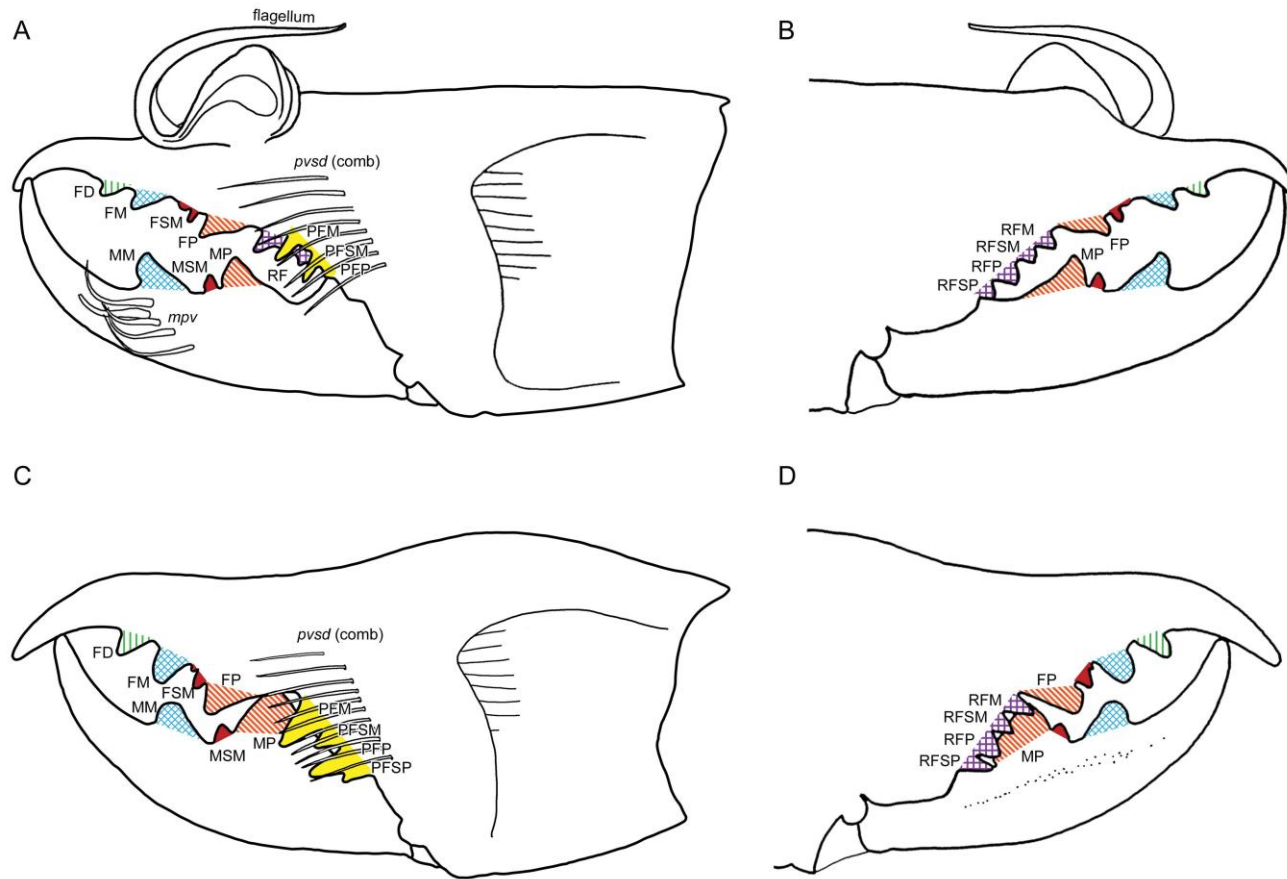 flagellum
A
B
pvsd (comb)
FD
FM
FSM
FP
PFM
PFSM
PFP
RF
MM
MSM
MP
mpv
RFM
RFSM
RFP
RFSP
MP
FP
C
D
pvsd (comb)
FD
FM
FSM
FP
MM
MSM
MP
PFM
PFSM
PFP
PFSP
FP
RFM
RFSM
RFP
RFSP
MP